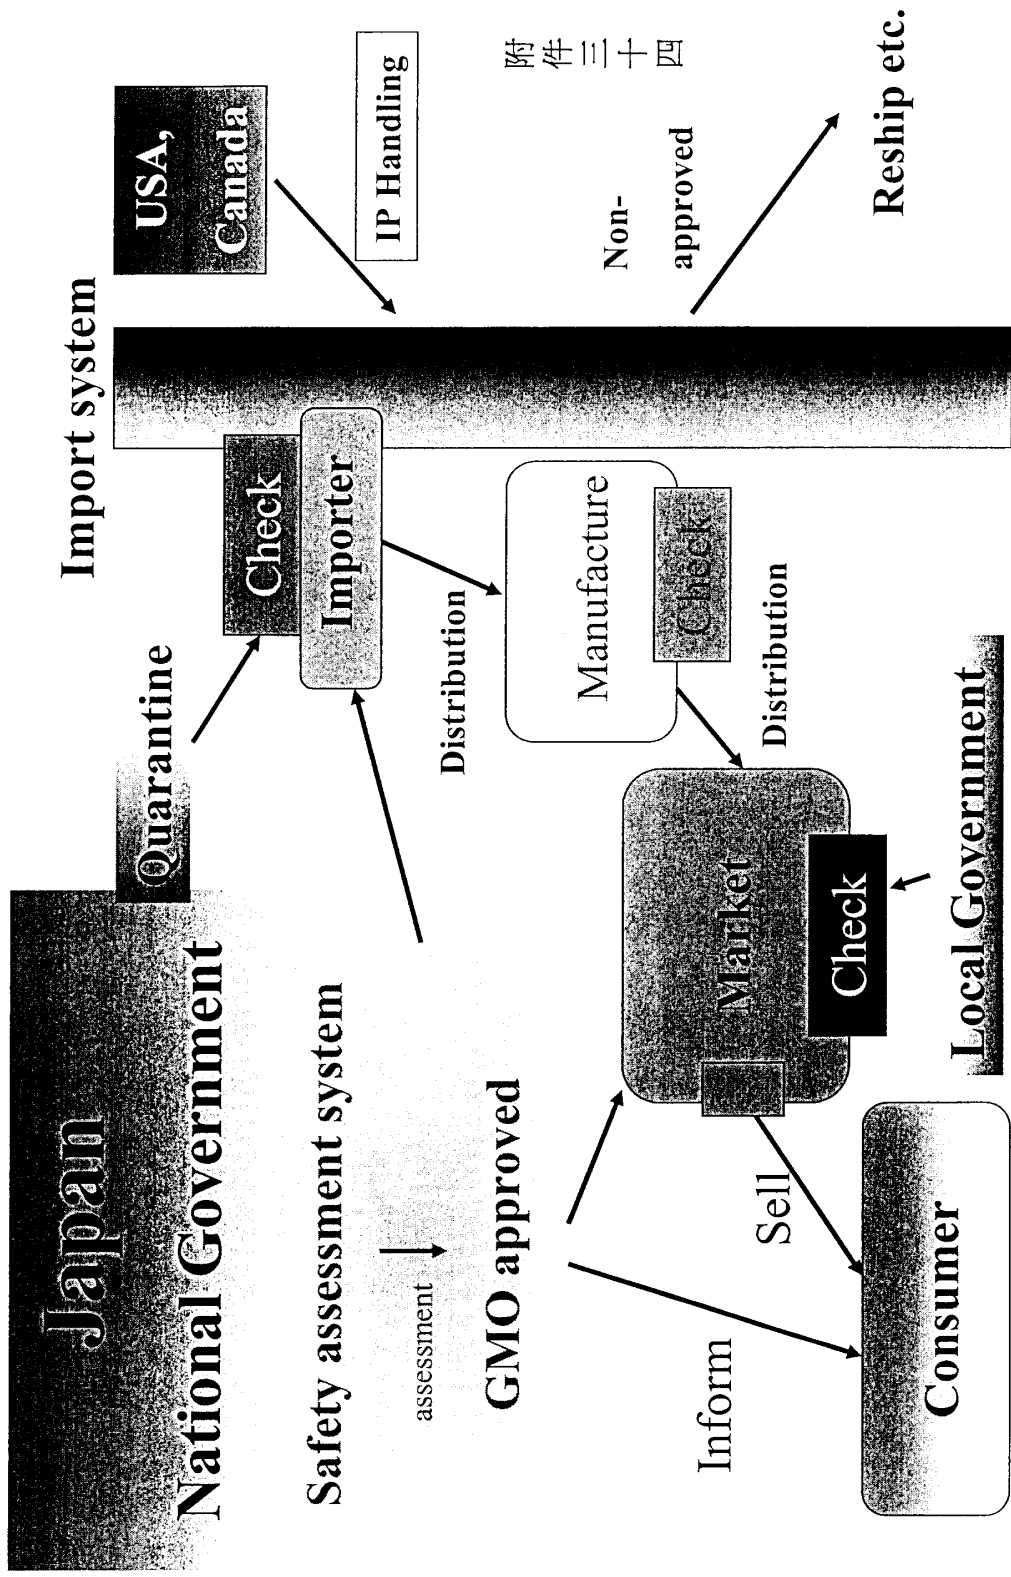 附件三十四
Import system
Japan
National Government
Quarantine
Check
Importer
USA,
Canada
IP Handling
Safety assessment system
assessment
GMO approved
Distribution
Manufacture
Check
Non-
approved
Reship etc.
Distribution
Market
Check
Local Government
Inform
Sell
Consumer